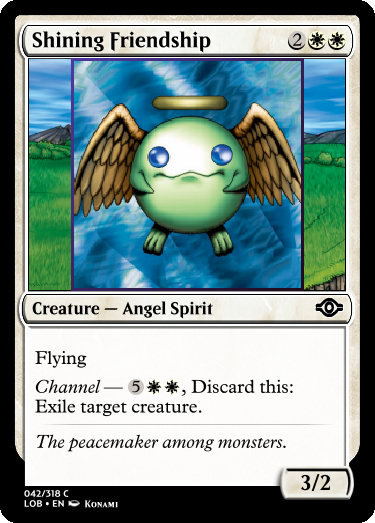 Shining Friendship 2
Creature — Angel Spirit
Flying
Channel — 5, Discard this:
Exile target creature.
The peacemaker among monsters.
3/2
042/318 C
LOB • EN KONAMI